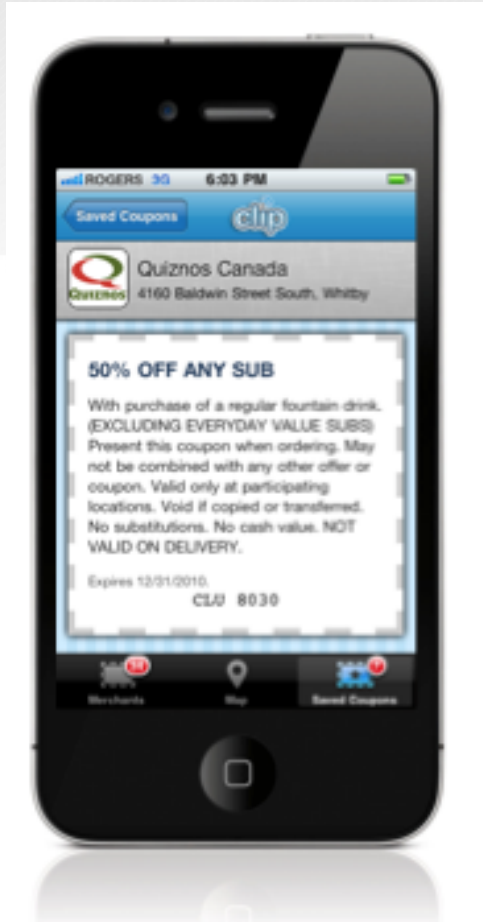 ROGERS 3G 6:03 PM
Saved Coupons
clip
Quiznos Canada
QUIZNOS
4160 Baldwin Street South, Whitby
50% OFF ANY SUB
With purchase of a regular fountain drink.
(EXCLUDING EVERYDAY VALUE SUBS)
Present this coupon when ordering. May
not be combined with any other offer or
coupon. Valid only at participating
locations. Void if copied or transferred.
No substitutions. No cash value. NOT
VALID ON DELIVERY.
Expires 12/31/2010.
CLU 8030
Merchants Map Saved Coupons